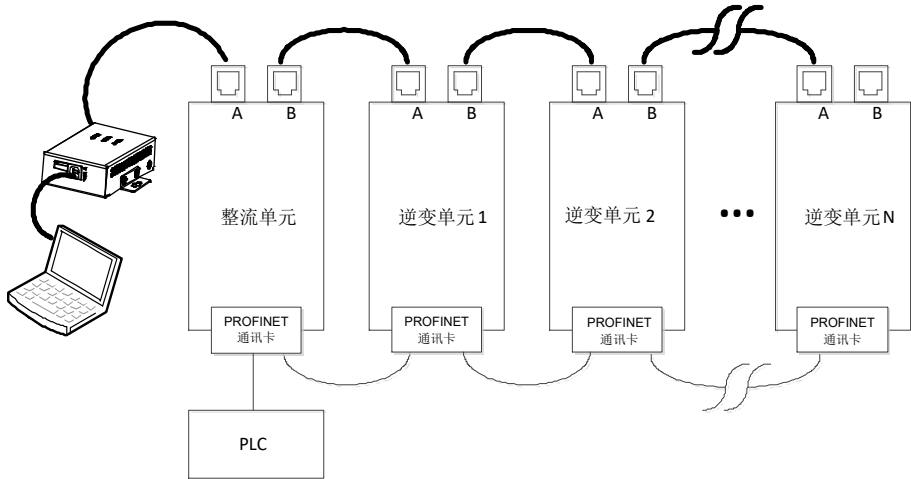 A B
A B
A B
A B
整流单元
逆变单元1
逆变单元2
•••
逆变单元N
PROFINET
通讯卡
PROFINET
通讯卡
PROFINET
通讯卡
PROFINET
通讯卡
PLC